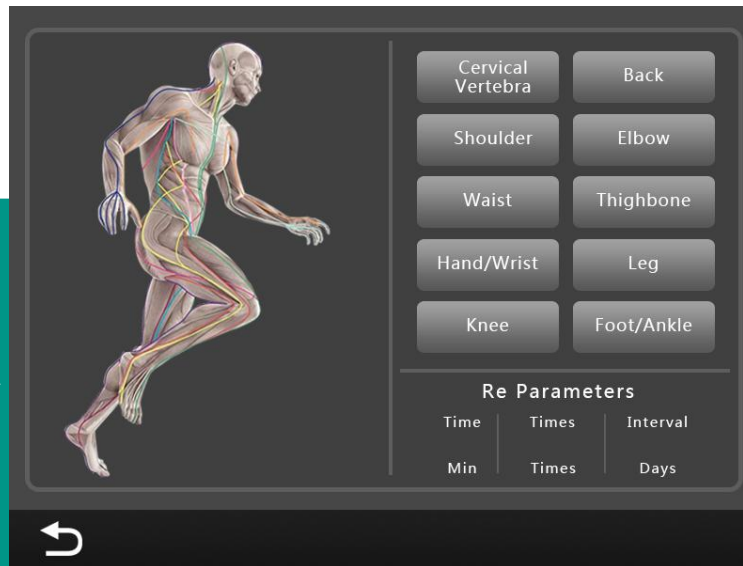 Cervical
Vertebra
Back
Shoulder
Elbow
Waist
Thighbone
Hand/Wrist
Leg
Knee
Foot/Ankle
Re Parameters
Time Times Interval
Min Times Days